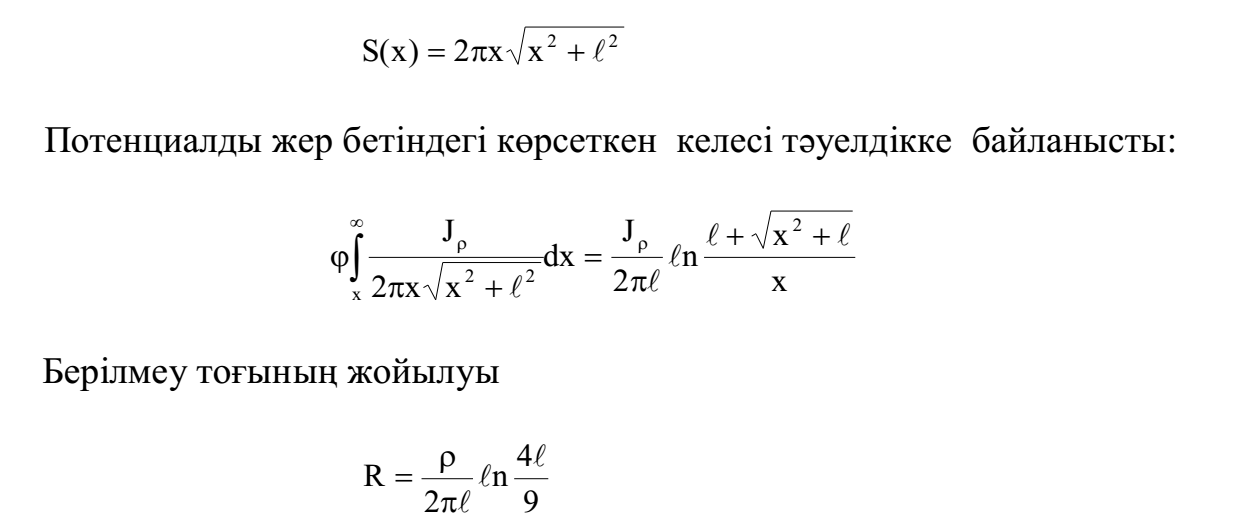 S(x) = 2πx√(x² + ℓ²)
Потенциалды жер бетіндегі көрсеткен келесі тәуелдікке байланысты:
φ∫ₓ^∞ J_ρ / (2πx√(x² + ℓ²)) dx = J_ρ / (2πℓ) ℓn (ℓ + √(x² + ℓ)) / x
Берілмеу тоғының жойылуы
R = ρ / (2πℓ) ℓn 4ℓ / 9